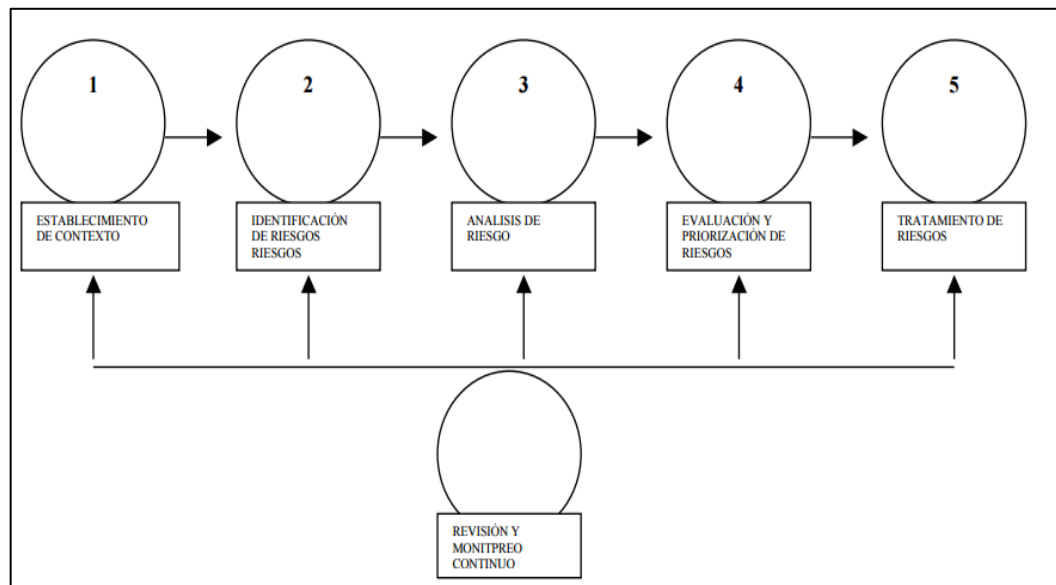 1
2
3
4
5
ESTABLECIMIENTO
DE CONTEXTO
IDENTIFICACIÓN
DE RIESGOS
RIESGOS
ANALISIS DE
RIESGO
EVALUACIÓN Y
PRIORIZACIÓN DE
RIESGOS
TRATAMIENTO DE
RIESGOS
REVISIÓN Y
MONITPREO
CONTINUO